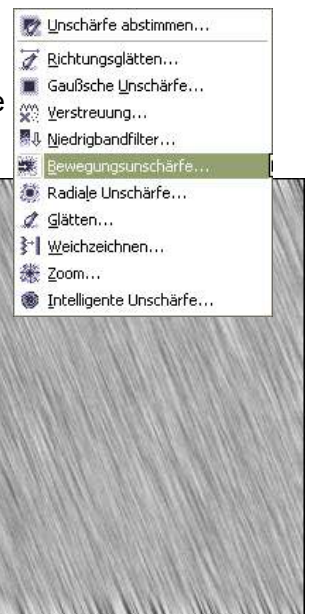 Unschärfe abstimmen...
Richtungsglätten...
Gaußsche Unschärfe...
e
Verstreuung...
Niedrigbandfilter...
Bewegungsunschärfe...
Radiale Unschärfe...
Glätten...
Weichzeichnen...
Zoom...
Intelligente Unschärfe...